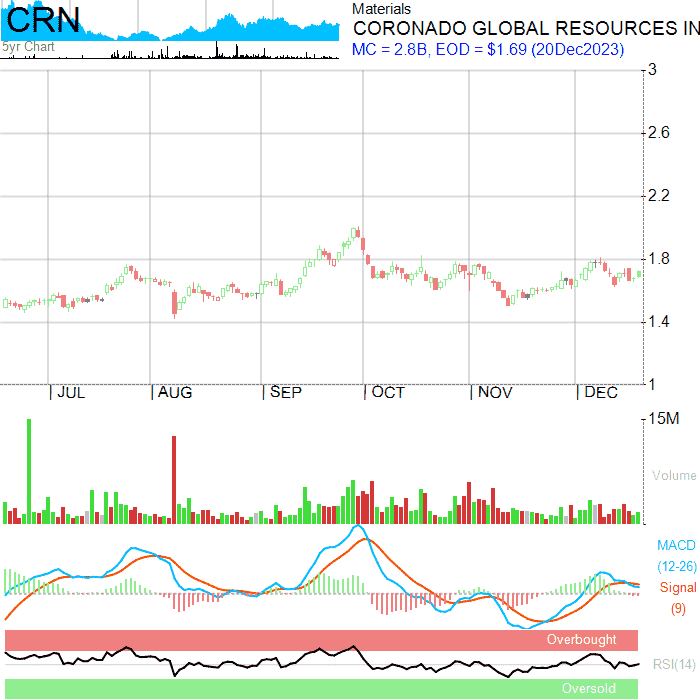 CRN
5yr Chart
Materials
CORONADO GLOBAL RESOURCES IN
MC = 2.8B, EOD = $1.69 (20Dec2023)
3
2.6
2.2
1.8
1.4
1
JUL AUG SEP OCT NOV DEC
15M
Volume
MACD
(12-26)
Signal
(9)
Overbought
RSI(14)
Oversold